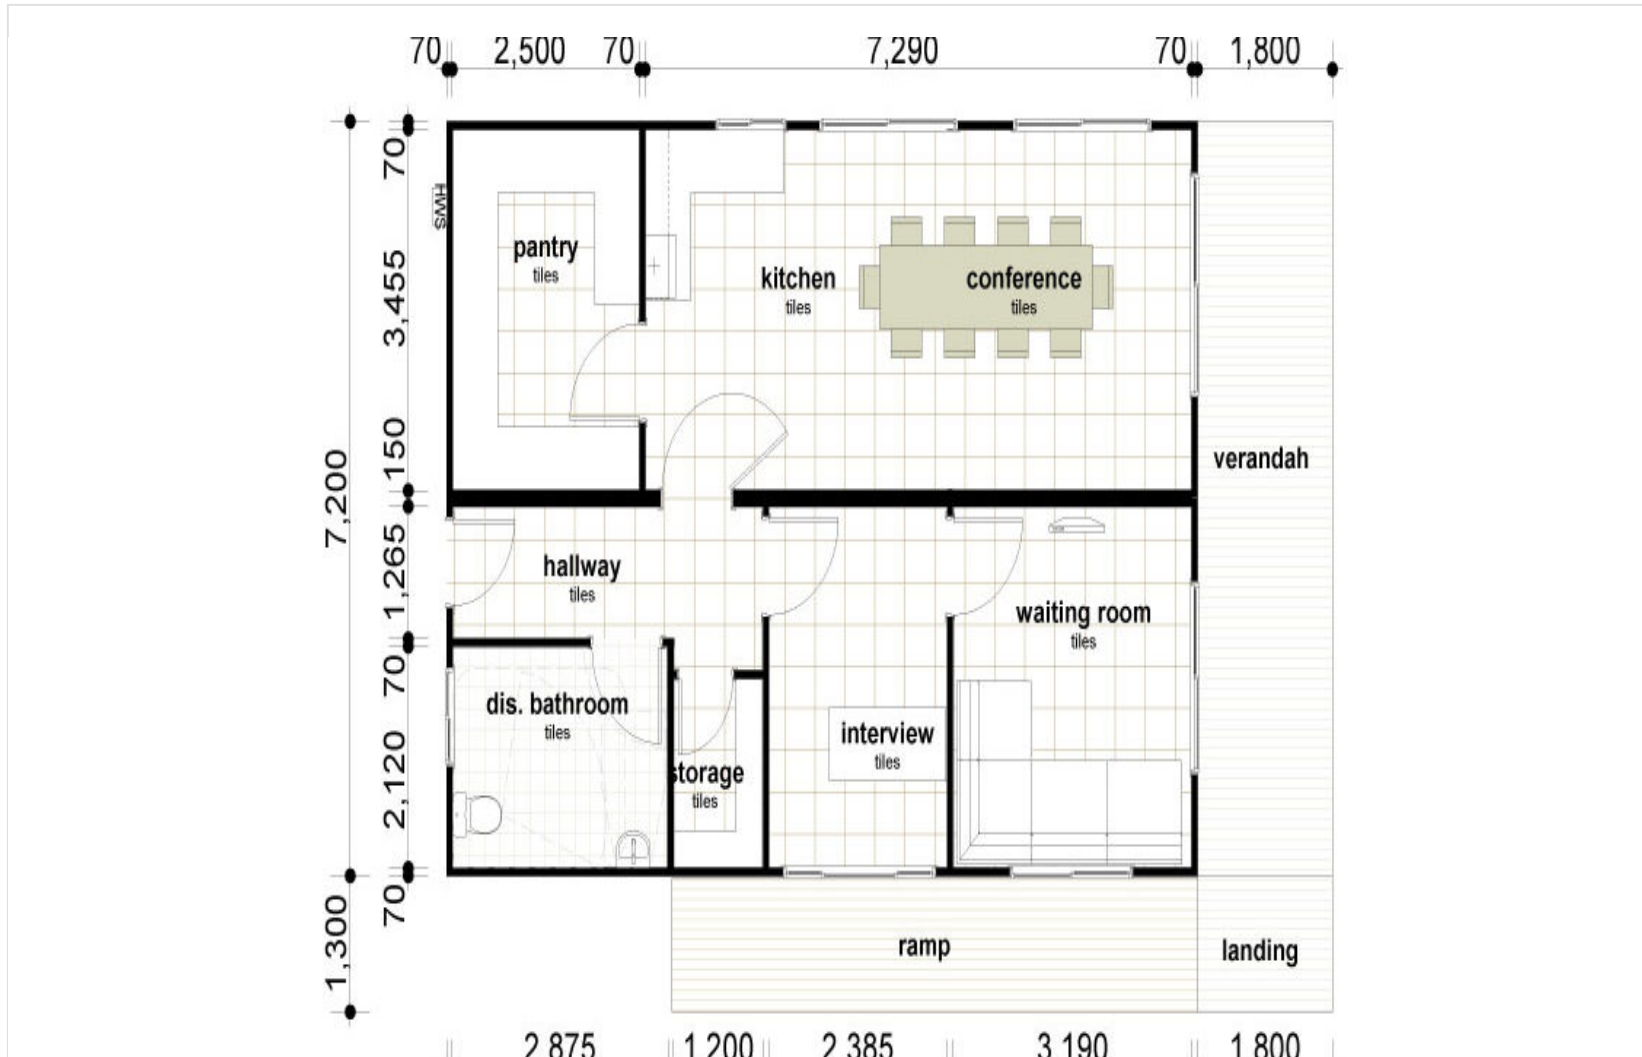 70 2,500 70 7,290 70 1,800
70
HWS
3,455
150
7,200
1,265
70
2,120
70
1,300
pantry
tiles
kitchen
tiles
conference
tiles
verandah
hallway
tiles
waiting room
tiles
dis. bathroom
tiles
storage
tiles
interview
tiles
ramp
landing
2,875 1,200 2,385 3,190 1,800